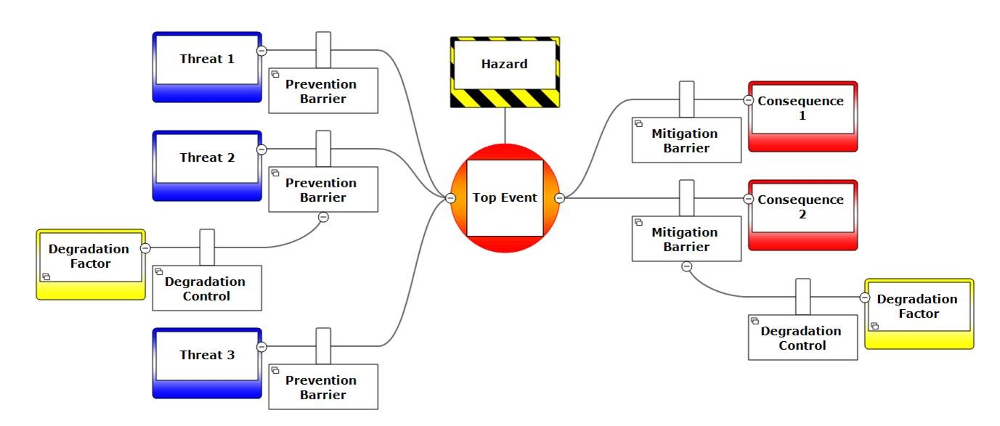 Threat 1
Prevention
Barrier
Threat 2
Prevention
Barrier
Degradation
Factor
Degradation
Control
Threat 3
Prevention
Barrier
Hazard
Top Event
Consequence
1
Mitigation
Barrier
Consequence
2
Mitigation
Barrier
Degradation
Control
Degradation
Factor